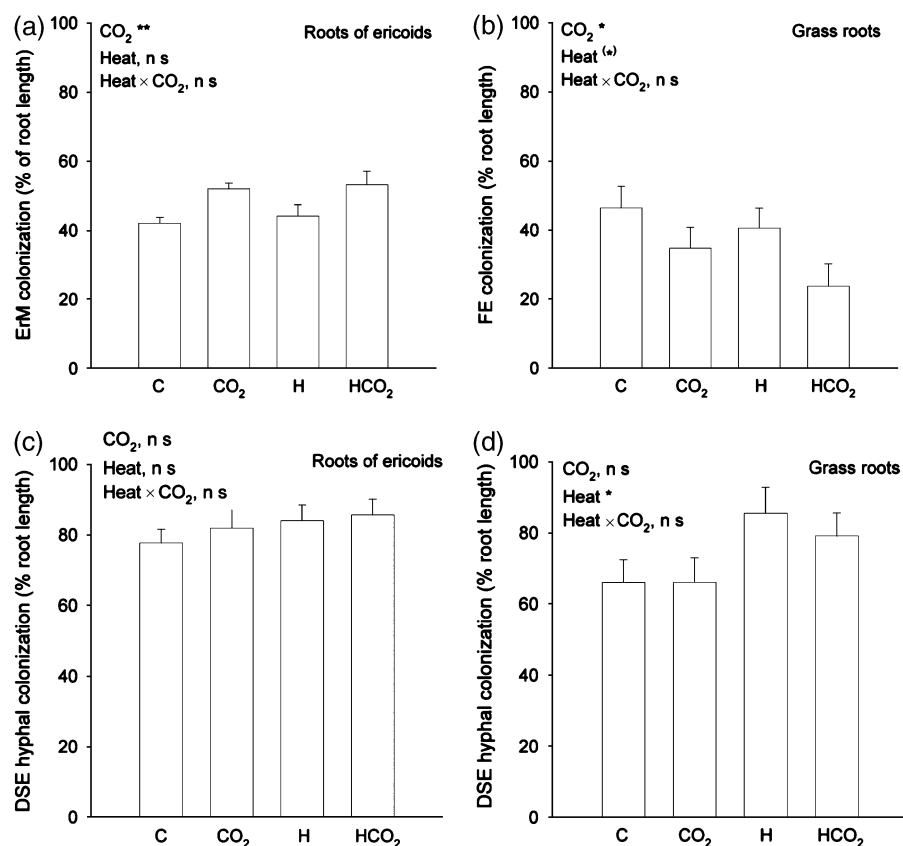 (a)
CO₂ **
Heat, n s
Heat × CO₂, n s
Roots of ericoids
ErM colonization (% of root length)
100
80
60
40
20
0
C CO₂ H HCO₂
(b)
CO₂ *
Heat (*)
Heat × CO₂, n s
Grass roots
FE colonization (% root length)
100
80
60
40
20
0
C CO₂ H HCO₂
(c)
CO₂, n s
Heat, n s
Heat × CO₂, n s
Roots of ericoids
DSE hyphal colonization (% root length)
100
80
60
40
20
0
C CO₂ H HCO₂
(d)
CO₂, n s
Heat *
Heat × CO₂, n s
Grass roots
DSE hyphal colonization (% root length)
100
80
60
40
20
0
C CO₂ H HCO₂